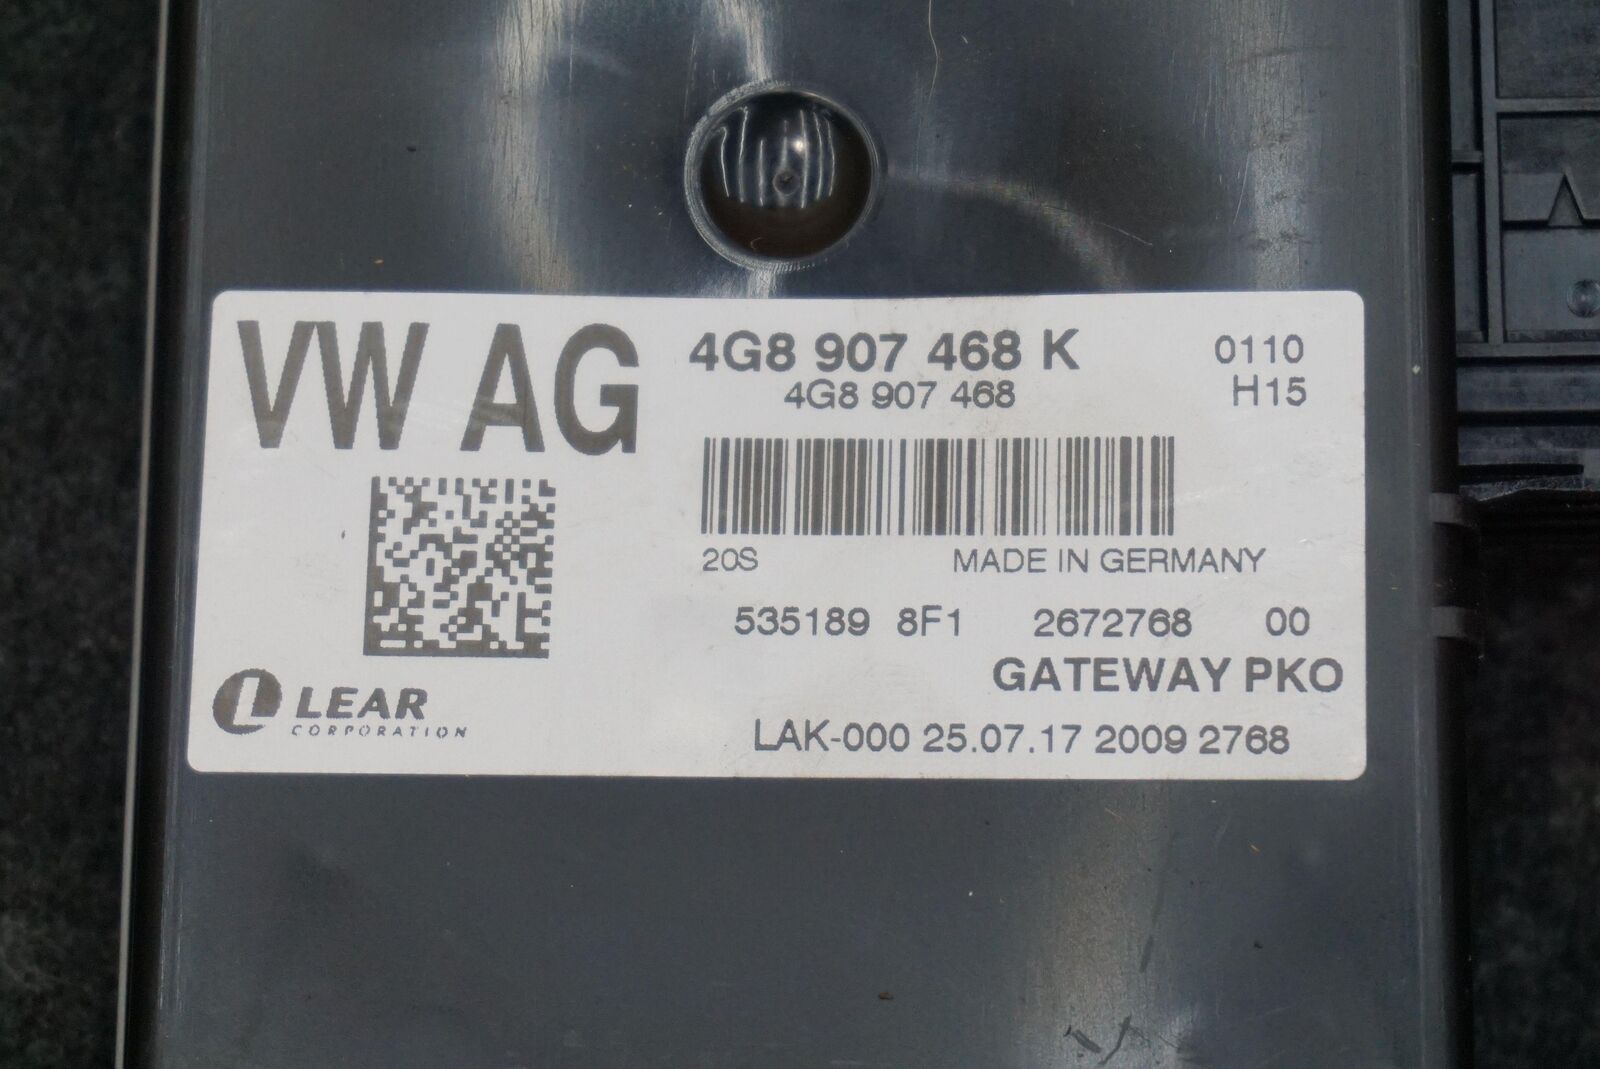 VW AG
4G8 907 468 K
0110
4G8 907 468
H15
20S
MADE IN GERMANY
535189 8F1 2672768 00
GATEWAY PKO
LEAR
CORPORATION
LAK-000 25.07.17 2009 2768